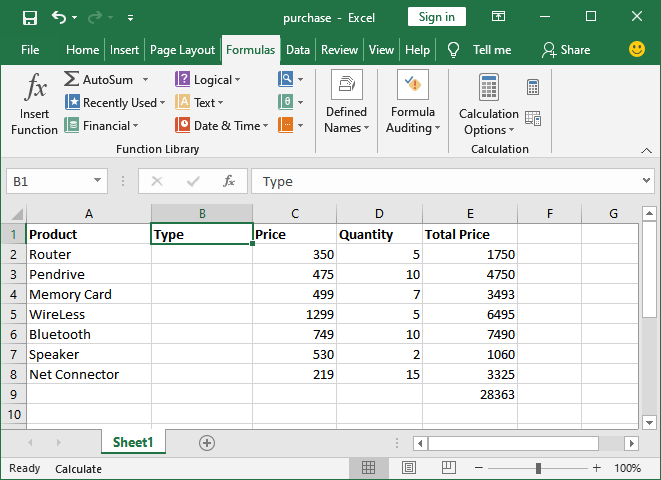 purchase - Excel
Sign in
File Home Insert Page Layout Formulas Data Review View Help Tell me Share
fx
Insert Function
AutoSum
Recently Used
Financial
Logical
Text
Date & Time
Function Library
Defined Names
Formula Auditing
Calculation Options
Calculation
B1 fx Type
A B C D E F G
1 Product Type Price Quantity Total Price
2 Router 350 5 1750
3 Pendrive 475 10 4750
4 Memory Card 499 7 3493
5 WireLess 1299 5 6495
6 Bluetooth 749 10 7490
7 Speaker 530 2 1060
8 Net Connector 219 15 3325
9 28363
10
Sheet1
Ready Calculate 100%